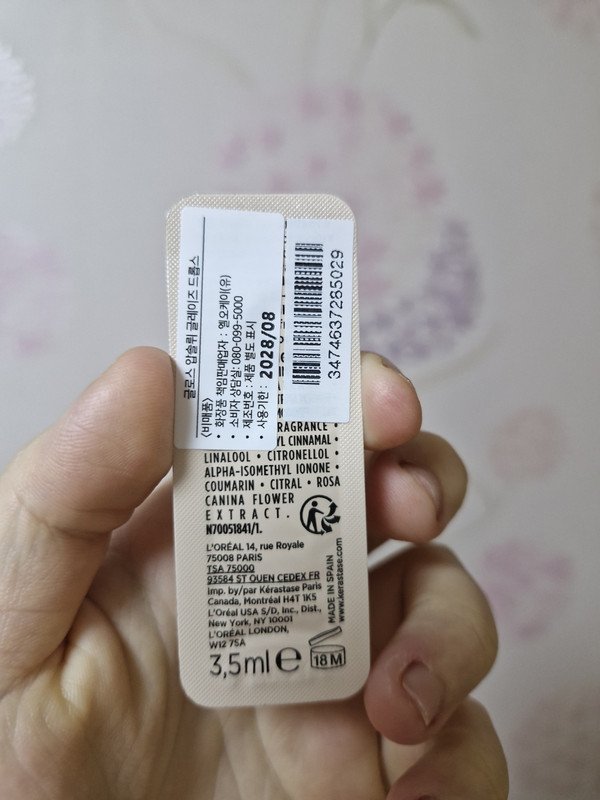 글로스 압솔뤼 글레이즈 드롭스
<비매품>
• 화장품 책임판매업자 : 엘오케이(유)
• 소비자 상담실: 080-099-5000
• 제조번호 : 제품 별도 표시
• 사용기한 : 2028/08
3474637285029
FRAGRANCE •
YL CINNAMAL •
LINALOOL • CITRONELLOL •
ALPHA-ISOMETHYL IONONE •
COUMARIN • CITRAL • ROSA
CANINA FLOWER
EXTRACT.
N70051841/1.
L'ORÉAL 14, rue Royale
75008 PARIS
TSA 75000
93584 ST QUEN CEDEX FR
Imp. by/par Kérastase Paris
Canada, Montréal H4T 1K5
L'Oréal USA S/D, Inc., Dist.,
New York, NY 10001
L'ORÉAL LONDON,
W12 7SA
MADE IN SPAIN
www.kerastase.com
3,5ml e
18 M